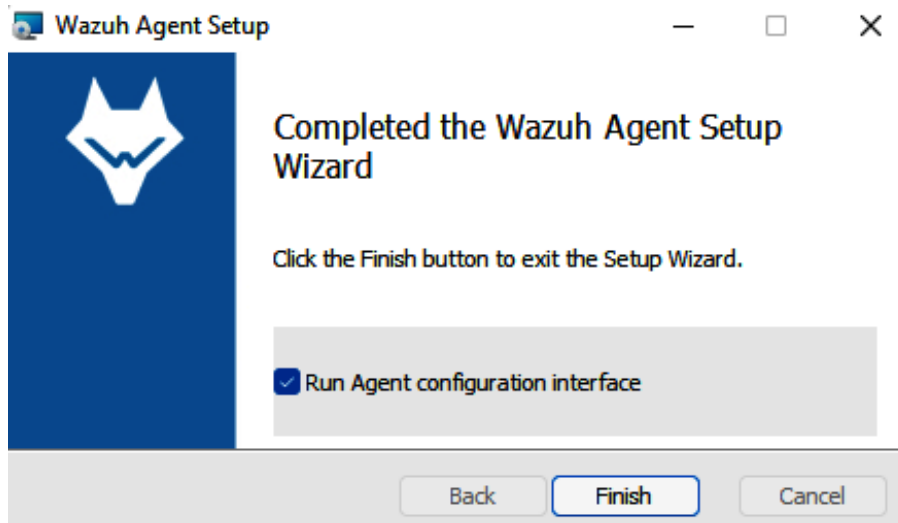 Wazuh Agent Setup
Completed the Wazuh Agent Setup
Wizard
Click the Finish button to exit the Setup Wizard.
Run Agent configuration interface
Back
Finish
Cancel